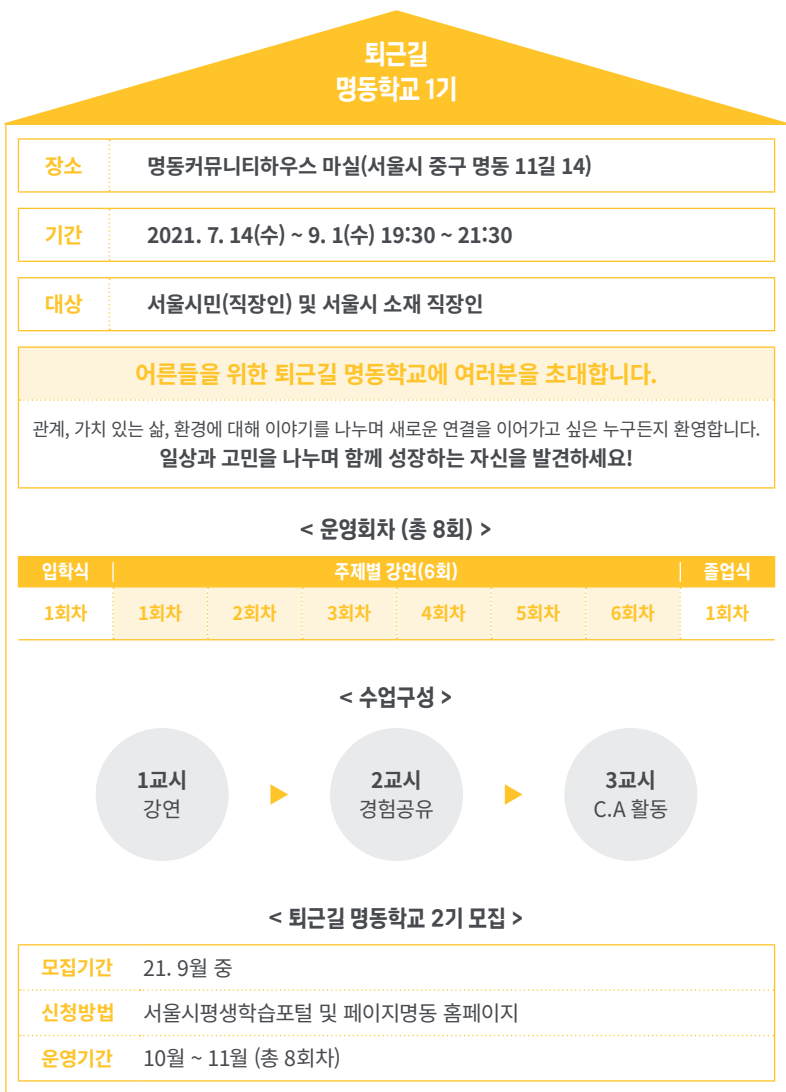 퇴근길
명동학교 1기
장소 명동커뮤니티하우스 마실(서울시 중구 명동 11길 14)
기간 2021. 7. 14(수) ~ 9. 1(수) 19:30 ~ 21:30
대상 서울시민(직장인) 및 서울시 소재 직장인
어른들을 위한 퇴근길 명동학교에 여러분을 초대합니다.
관계, 가치 있는 삶, 환경에 대해 이야기를 나누며 새로운 연결을 이어가고 싶은 누구든지 환영합니다.
일상과 고민을 나누며 함께 성장하는 자신을 발견하세요!
< 운영회차 (총 8회) >
입학식 주제별 강연(6회) 졸업식
1회차 1회차 2회차 3회차 4회차 5회차 6회차 1회차
< 수업구성 >
1교시 2교시 3교시
강연 경험공유 C.A 활동
< 퇴근길 명동학교 2기 모집 >
모집기간 21. 9월 중
신청방법 서울시평생학습포털 및 페이지명동 홈페이지
운영기간 10월 ~ 11월 (총 8회차)